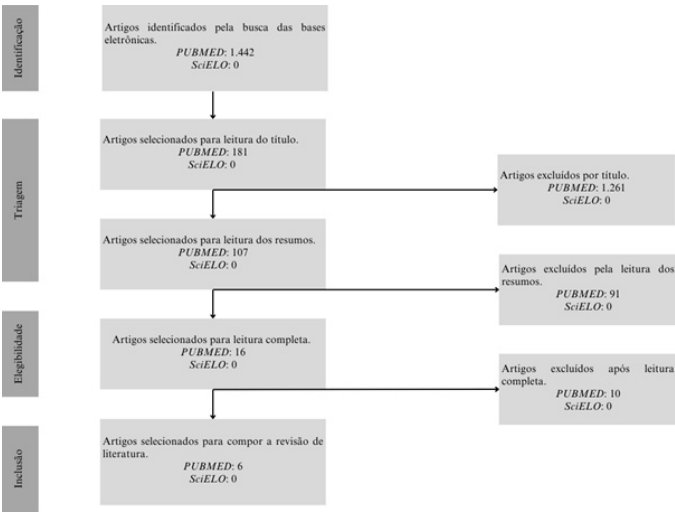 Identificação
Artigos identificados pela busca das bases
eletrônicas.
PUBMED: 1.442
SciELO: 0
Triagem
Artigos selecionados para leitura do título.
PUBMED: 181
SciELO: 0
Artigos excluídos por título.
PUBMED: 1.261
SciELO: 0
Artigos selecionados para leitura dos resumos.
PUBMED: 107
SciELO: 0
Artigos excluídos pela leitura dos
resumos.
PUBMED: 91
SciELO: 0
Elegibilidade
Artigos selecionados para leitura completa.
PUBMED: 16
SciELO: 0
Artigos excluídos após leitura
completa.
PUBMED: 10
SciELO: 0
Inclusão
Artigos selecionados para compor a revisão de
literatura.
PUBMED: 6
SciELO: 0